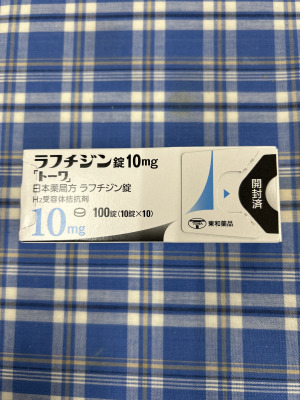 ラフチジン錠10mg
「トーワ」
日本薬局方 ラフチジン錠
H2受容体拮抗剤
10mg
100錠(10錠×10)
東和薬品
開封済